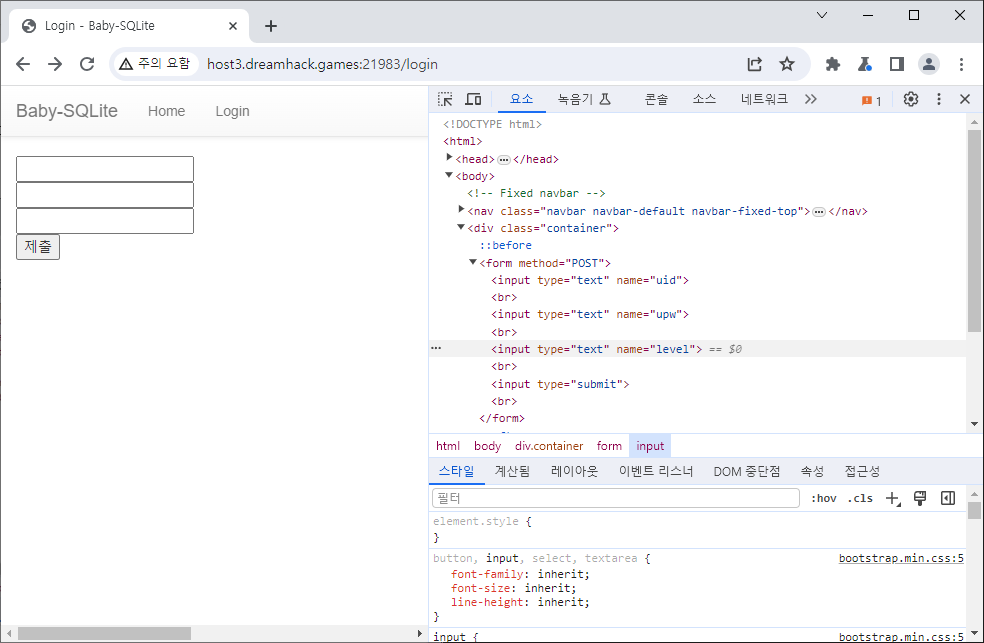 Login - Baby-SQLite
주의 요함 host3.dreamhack.games:21983/login
Baby-SQLite Home Login
제출
요소 녹음기 콘솔 소스 네트워크 1
<!DOCTYPE html>
<html>
<head> ••• </head>
<body>
<!-- Fixed navbar -->
<nav class="navbar navbar-default navbar-fixed-top"> ••• </nav>
<div class="container">
::before
<form method="POST">
<input type="text" name="uid">
<br>
<input type="text" name="upw">
<br>
••• <input type="text" name="level"> == $0
<br>
<input type="submit">
<br>
</form>
html body div.container form input
스타일 계산됨 레이아웃 이벤트 리스너 DOM 중단점 속성 접근성
필터 :hov .cls
element.style {
}
button, input, select, textarea { bootstrap.min.css:5
font-family: inherit;
font-size: inherit;
line-height: inherit;
}
input { bootstrap.min.css:5